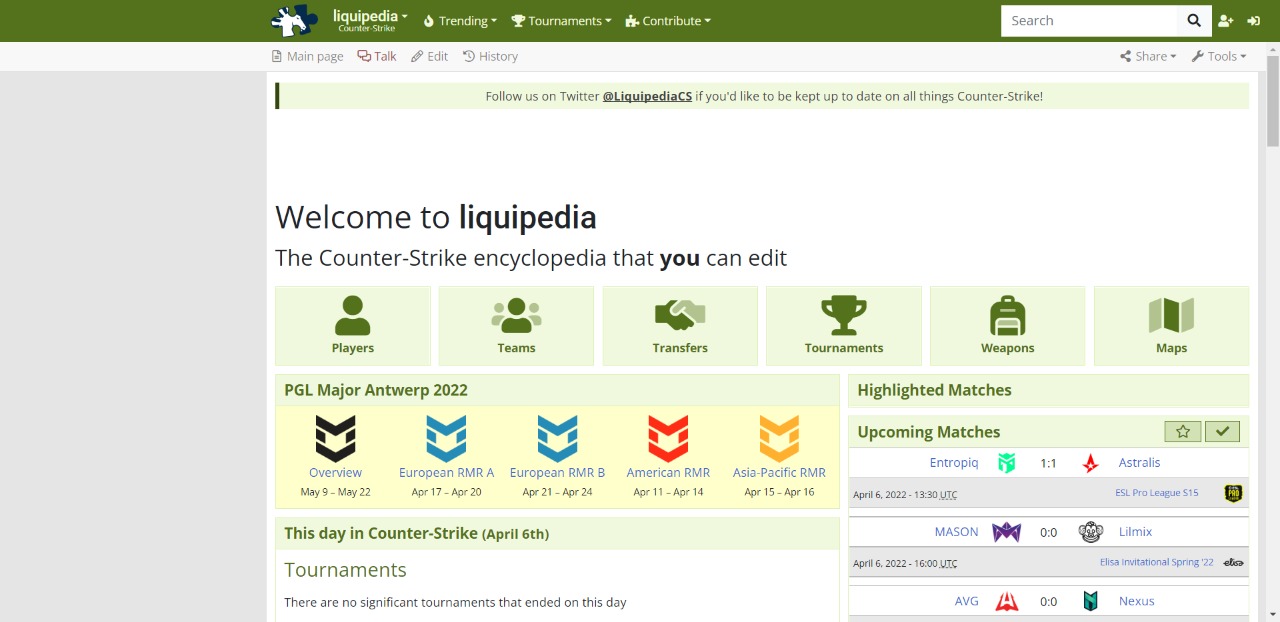 liquipedia
Counter-Strike
Trending
Tournaments
Contribute
Search
Main page
Talk
Edit
History
Share
Tools
Follow us on Twitter @LiquipediaCS if you'd like to be kept up to date on all things Counter-Strike!
Welcome to liquipedia
The Counter-Strike encyclopedia that you can edit
Players
Teams
Transfers
Tournaments
Weapons
Maps
PGL Major Antwerp 2022
Overview
May 9 – May 22
European RMR A
Apr 17 – Apr 20
European RMR B
Apr 21 – Apr 24
American RMR
Apr 11 – Apr 14
Asia-Pacific RMR
Apr 15 – Apr 16
This day in Counter-Strike (April 6th)
Tournaments
There are no significant tournaments that ended on this day
Highlighted Matches
Upcoming Matches
Entropiq 1:1 Astralis
April 6, 2022 - 13:30 UTC ESL Pro League S15
MASON 0:0 Lilmix
April 6, 2022 - 16:00 UTC Elisa Invitational Spring '22
AVG 0:0 Nexus